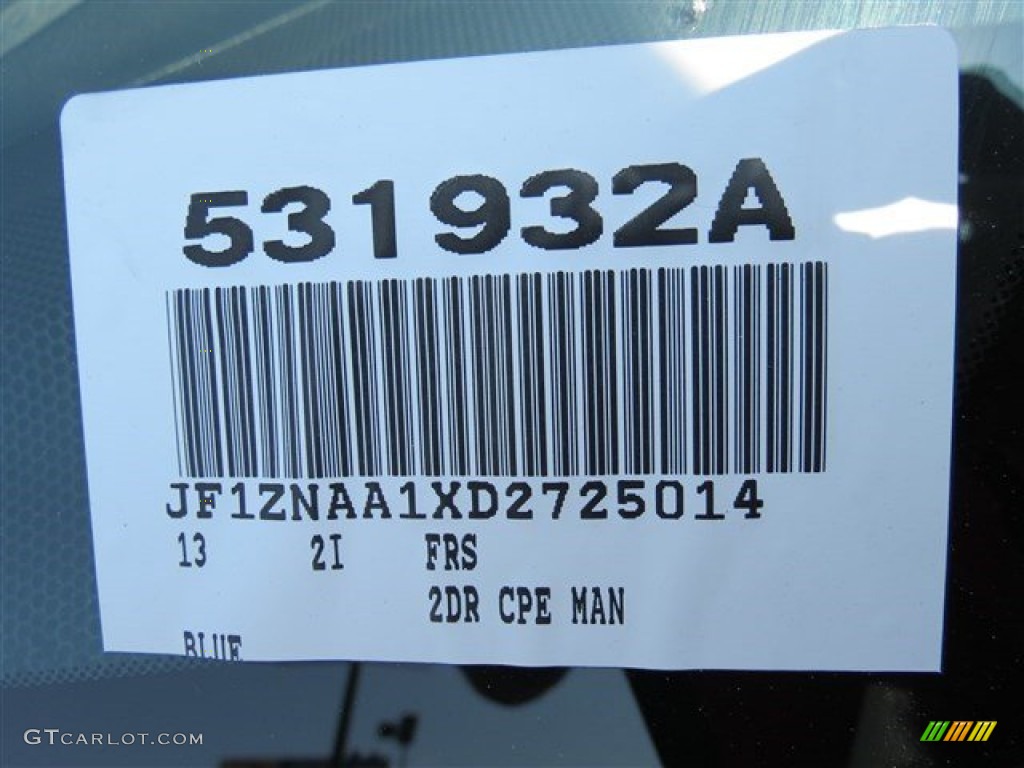 531932A
JF1ZNAA1XD2725014
13 2I FRS
2DR CPE MAN
BLUE
GTCARLOT.COM